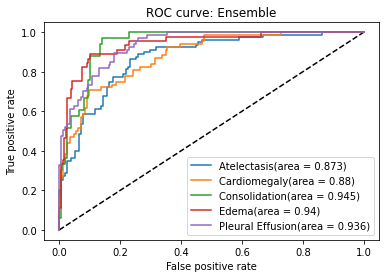 ROC curve: Ensemble
True positive rate
1.0
0.8
0.6
0.4
0.2
0.0
Atelectasis(area = 0.873)
Cardiomegaly(area = 0.88)
Consolidation(area = 0.945)
Edema(area = 0.94)
Pleural Effusion(area = 0.936)
0.0 0.2 0.4 0.6 0.8 1.0
False positive rate